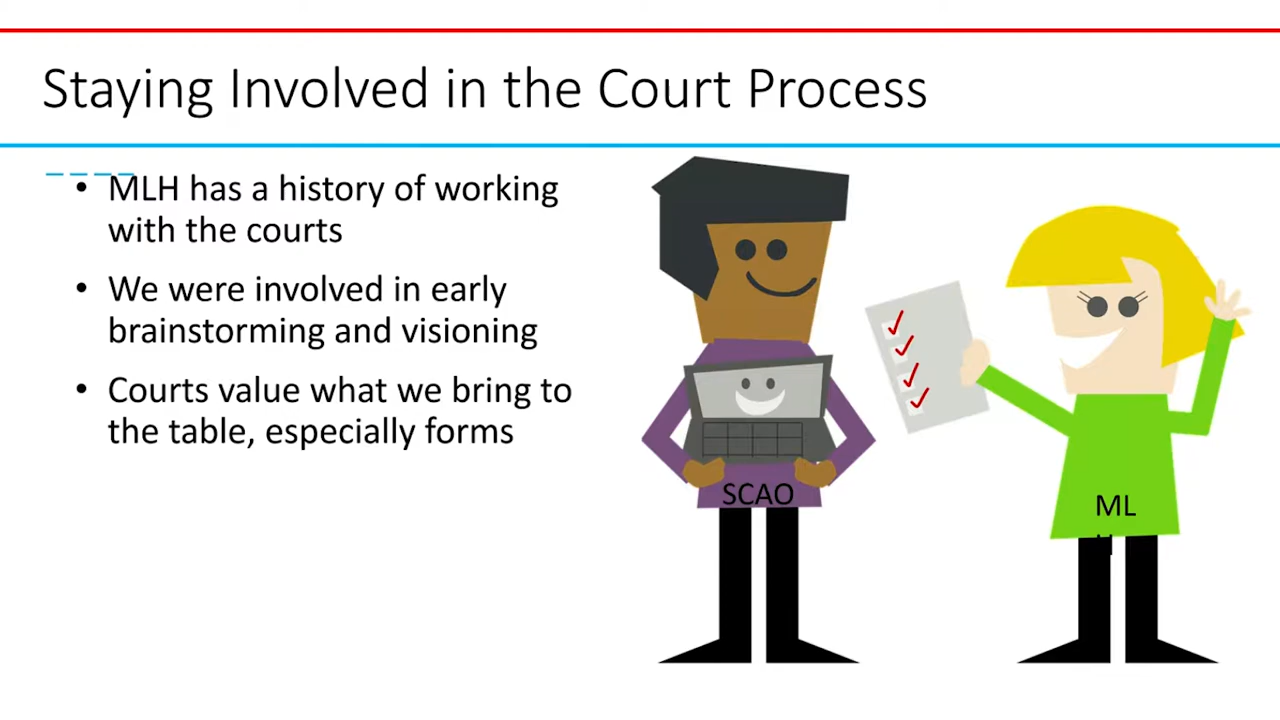 Staying Involved in the Court Process
• MLH has a history of working
with the courts
• We were involved in early
brainstorming and visioning
• Courts value what we bring to
the table, especially forms
SCAO
ML
H